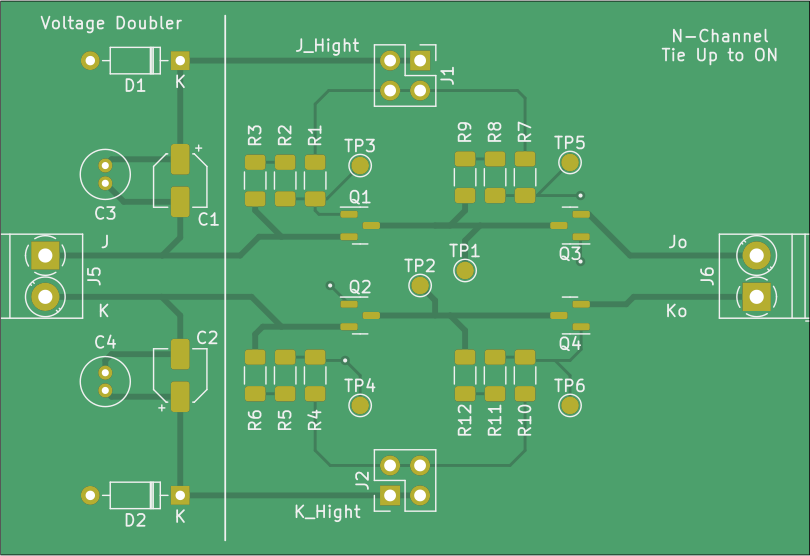 Voltage Doubler
J_Hight
N-Channel
Tie Up to ON
J1
D1
K
R3
R2
R1
TP3
R9
R8
R7
TP5
+
C3
C1
Q1
J
J5
K
TP1
TP2
Q3
Jo
J6
Ko
Q2
Q4
C4
C2
+
TP4
TP6
R6
R5
R4
R12
R11
R10
J2
D2
K
K_Hight